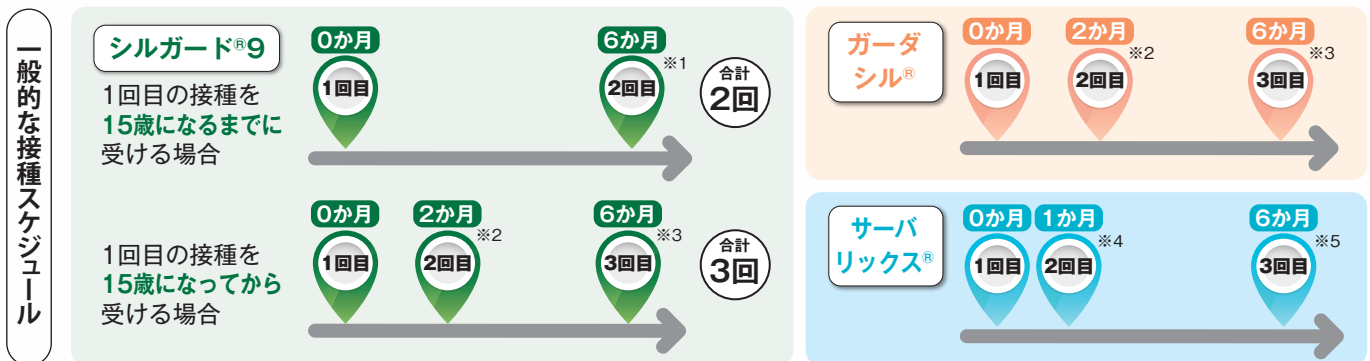 一般的な接種スケジュール
シルガード®9
1回目の接種を
15歳になるまでに
受ける場合
0か月
1回目
6か月
※1
2回目
合計
2回
1回目の接種を
15歳になってから
受ける場合
0か月
1回目
2か月
※2
2回目
6か月
※3
3回目
合計
3回
ガーダ
シル®
0か月
1回目
2か月
※2
2回目
6か月
※3
3回目
サーバ
リックス®
0か月
1回目
1か月
※4
2回目
6か月
※5
3回目